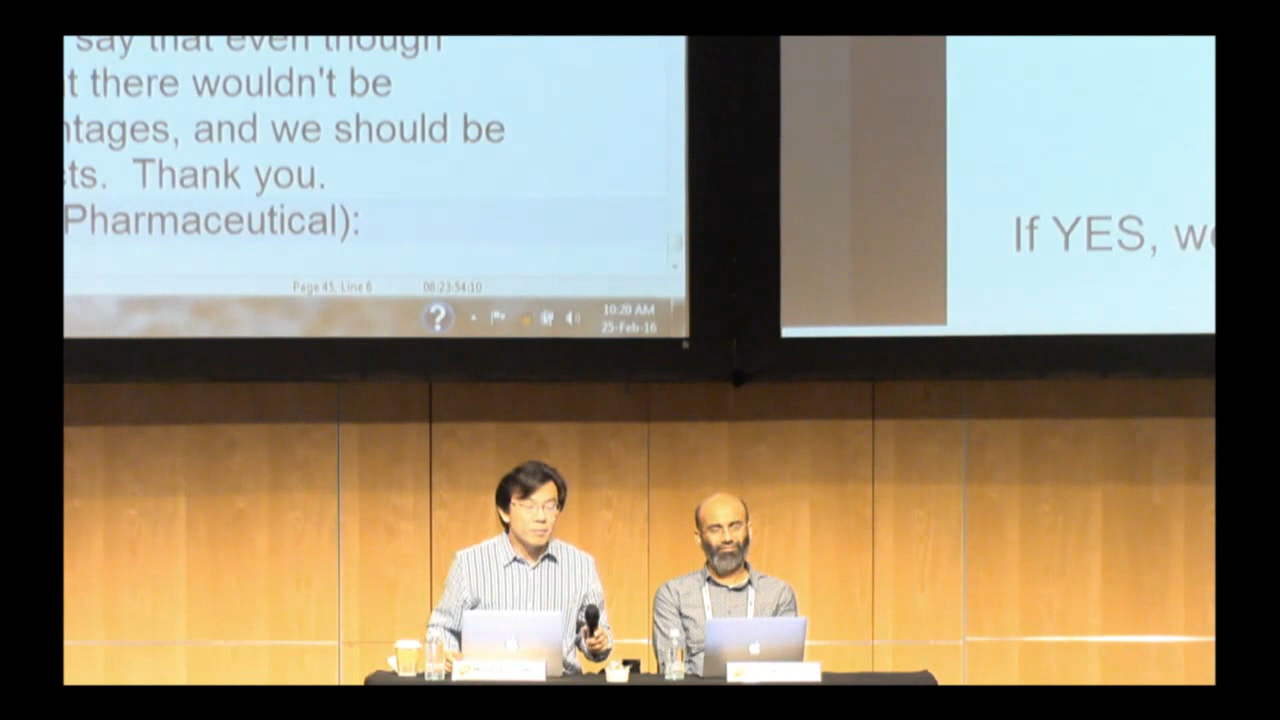 say that even though
t there wouldn't be
ntages, and we should be
cts. Thank you.
Pharmaceutical):
Page 45, Line 6 08:23:54:10
?
10:20 AM
25-Feb-16
If YES, we